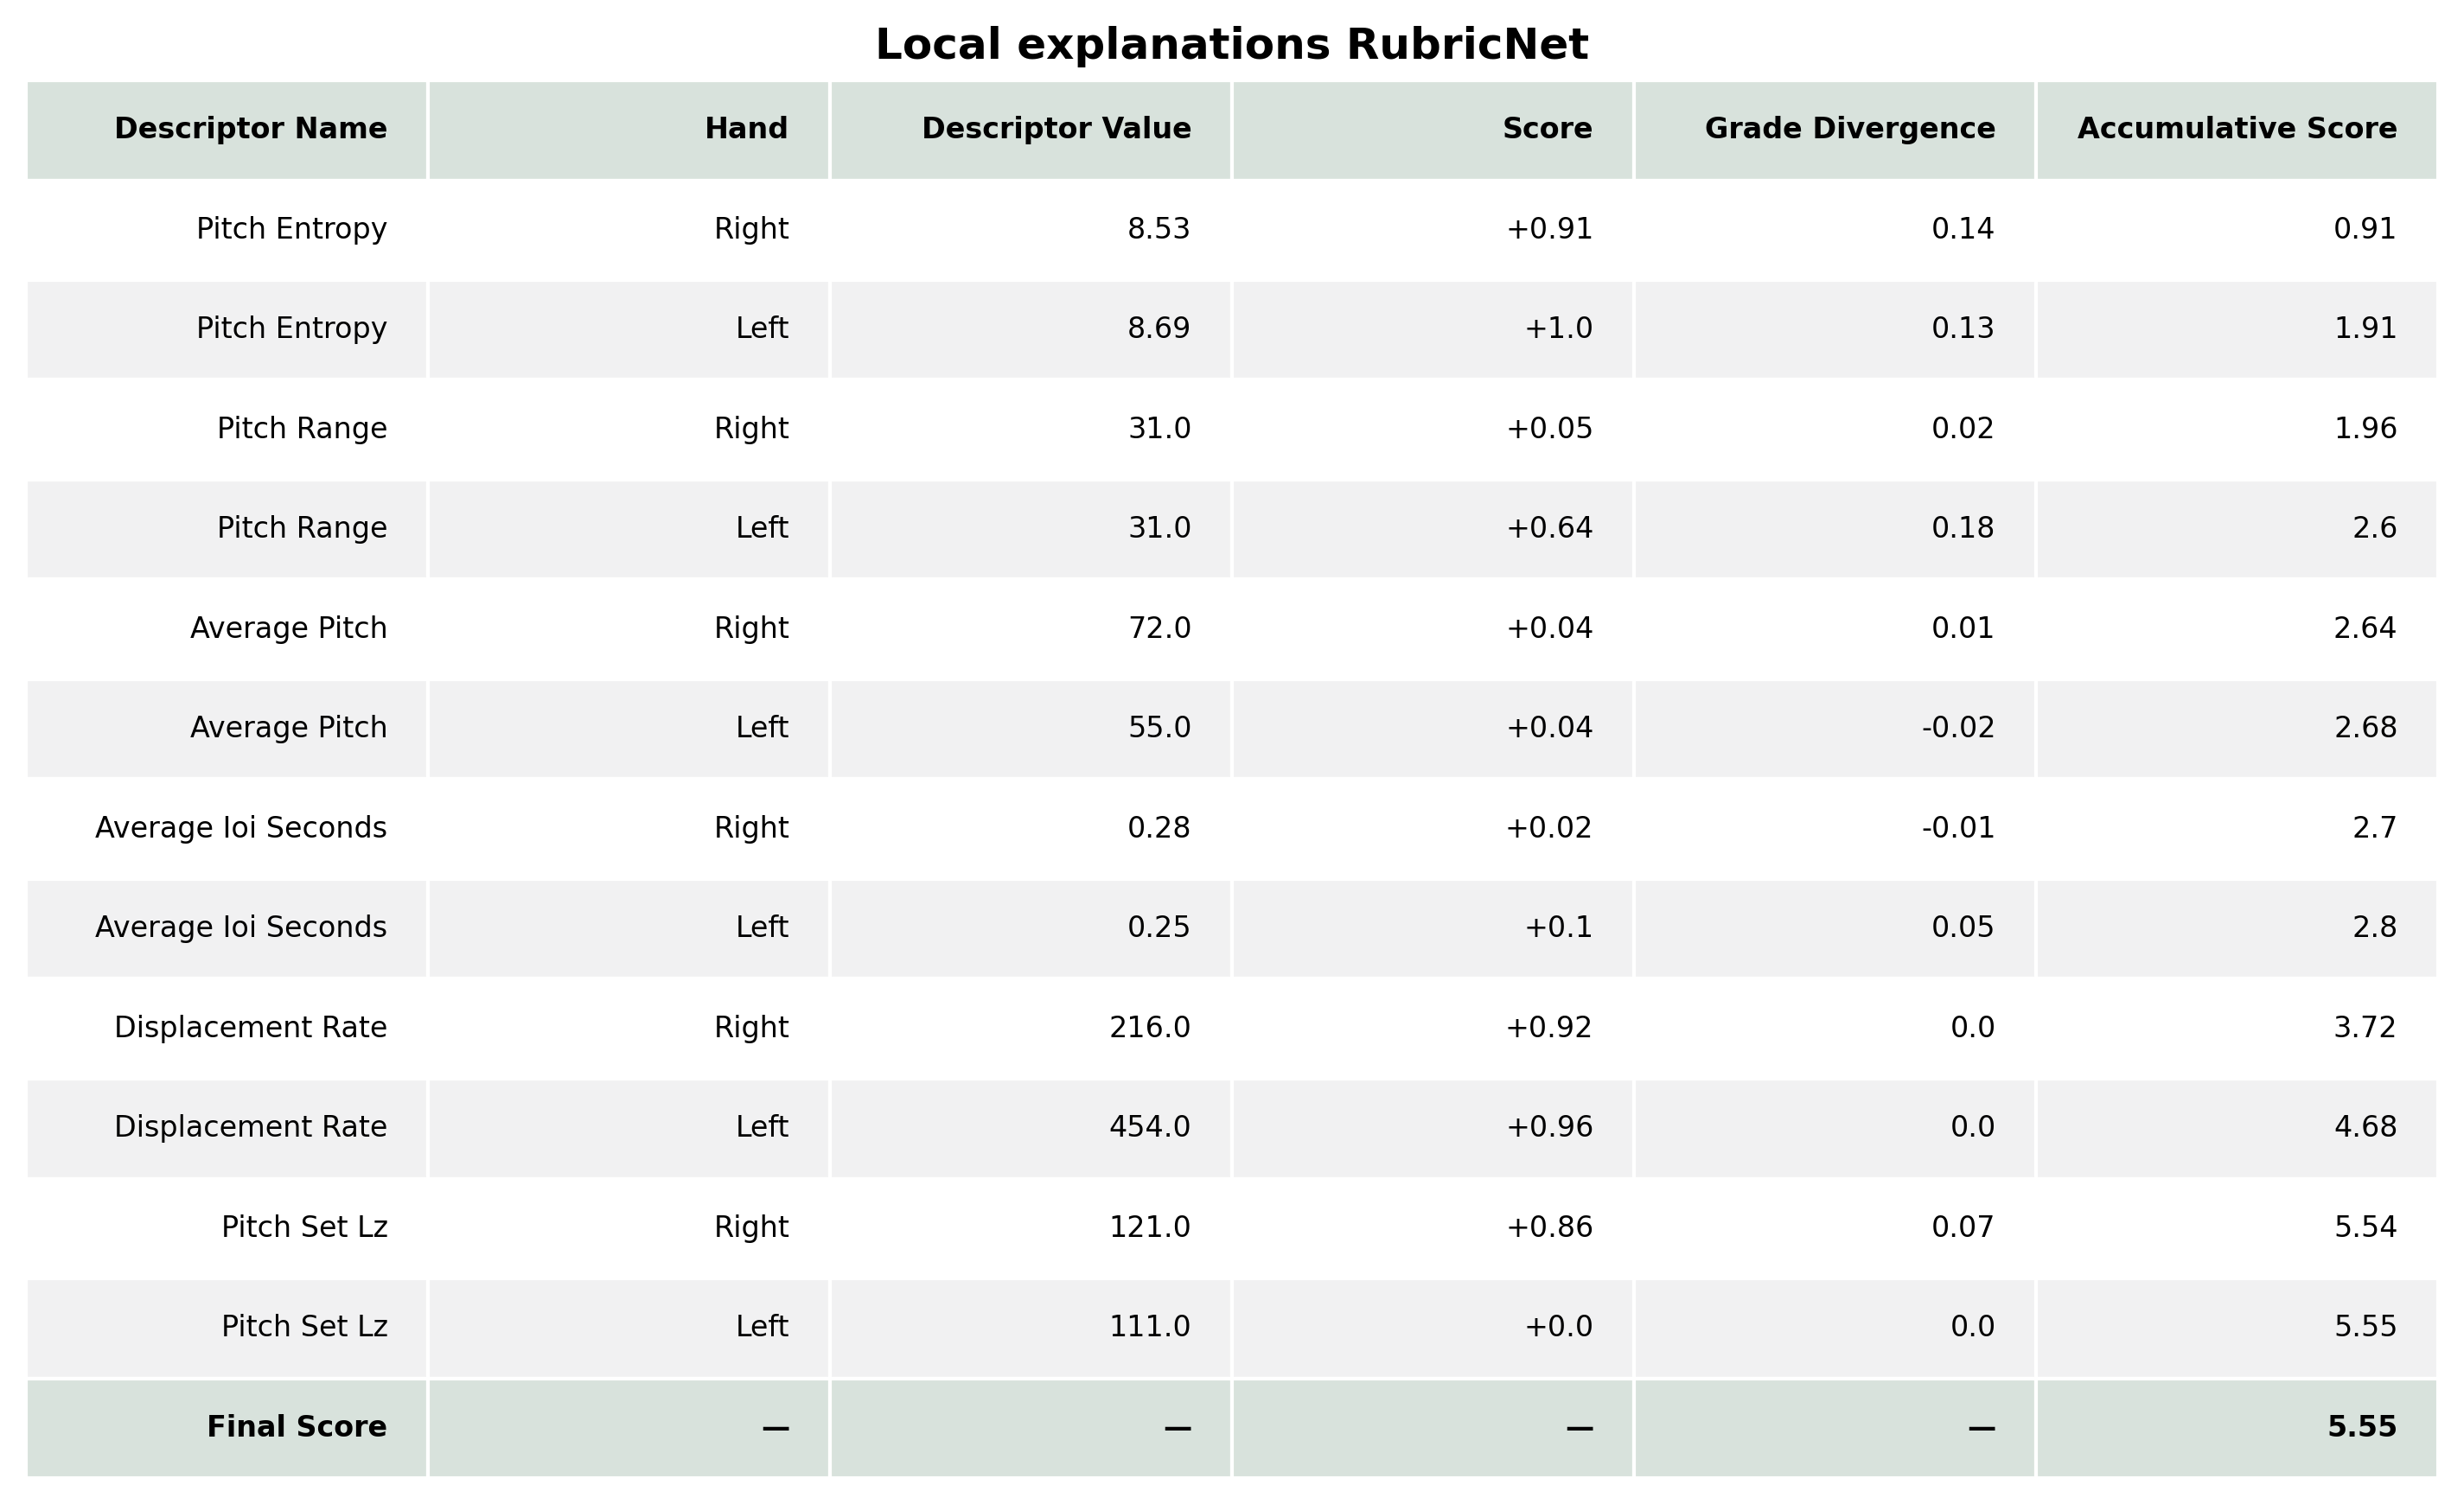 Local explanations RubricNet
Descriptor Name Hand Descriptor Value Score Grade Divergence Accumulative Score
Pitch Entropy Right 8.53 +0.91 0.14 0.91
Pitch Entropy Left 8.69 +1.0 0.13 1.91
Pitch Range Right 31.0 +0.05 0.02 1.96
Pitch Range Left 31.0 +0.64 0.18 2.6
Average Pitch Right 72.0 +0.04 0.01 2.64
Average Pitch Left 55.0 +0.04 -0.02 2.68
Average Ioi Seconds Right 0.28 +0.02 -0.01 2.7
Average Ioi Seconds Left 0.25 +0.1 0.05 2.8
Displacement Rate Right 216.0 +0.92 0.0 3.72
Displacement Rate Left 454.0 +0.96 0.0 4.68
Pitch Set Lz Right 121.0 +0.86 0.07 5.54
Pitch Set Lz Left 111.0 +0.0 0.0 5.55
Final Score — — — — 5.55